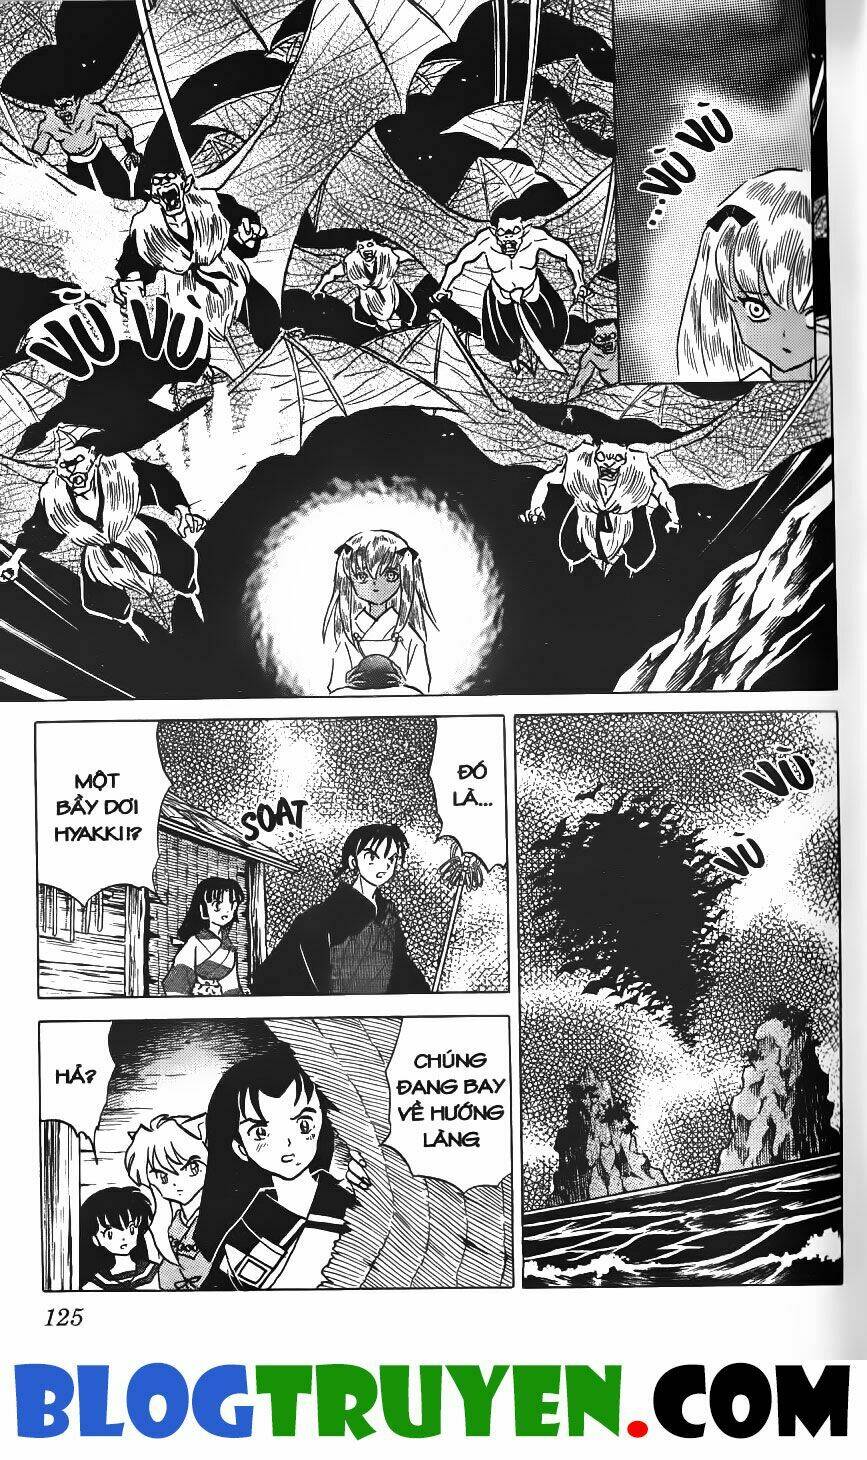 ...VÙ VÙ
VÙ VÙ
ĐÓ
LÀ...
SOẠT
MỘT
BẦY DƠI
HYAKKI!?
VÙ
VÙ
CHÚNG
ĐANG BAY
VỀ HƯỚNG
LÀNG.
HẢ?
125
BLOGTRUYEN.COM